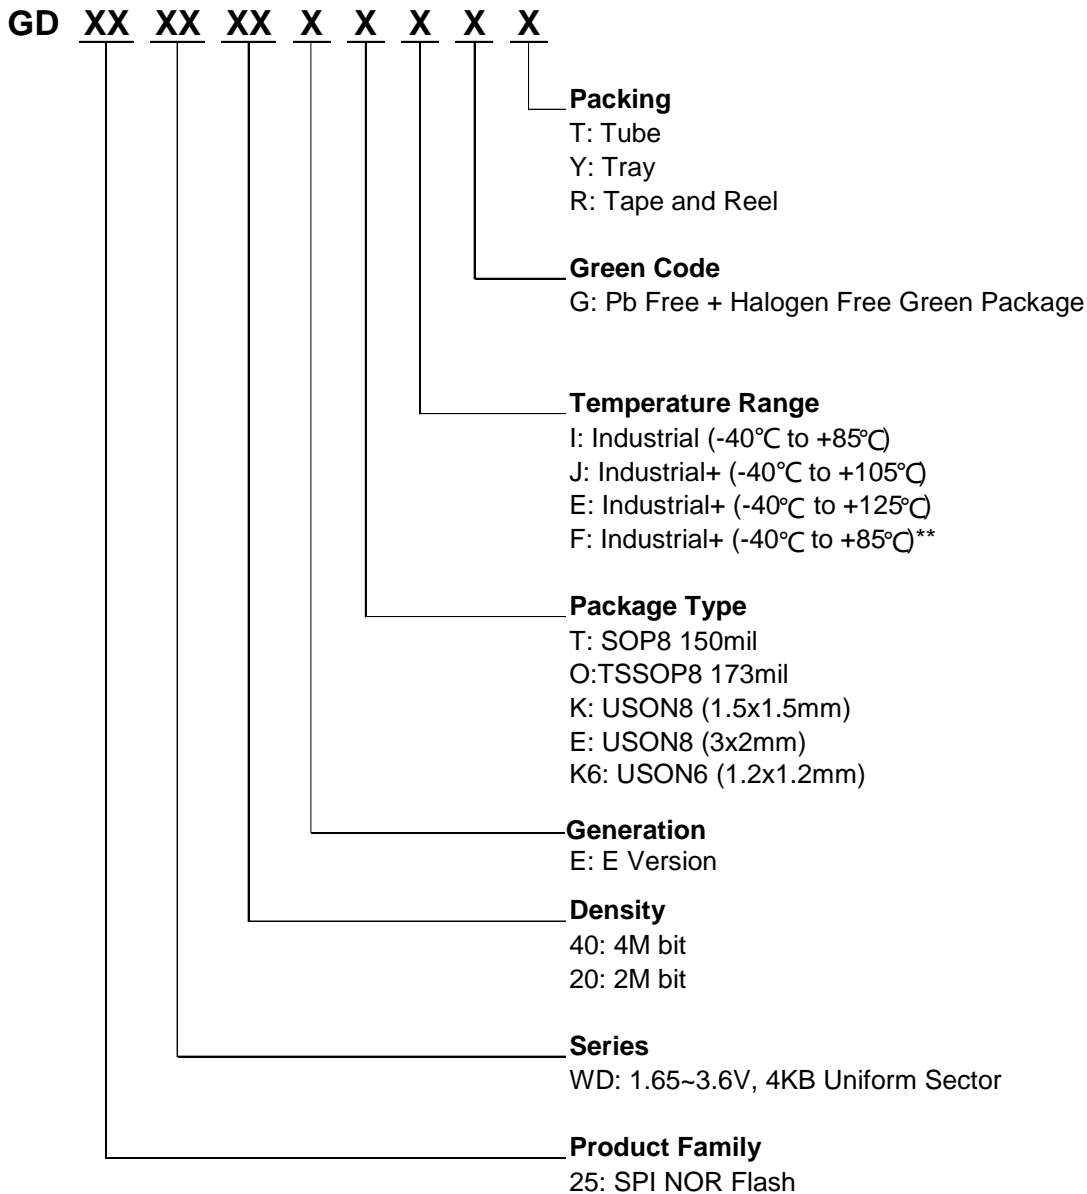 GD XX XX XX X X X X X
Packing
T: Tube
Y: Tray
R: Tape and Reel
Green Code
G: Pb Free + Halogen Free Green Package
Temperature Range
I: Industrial (-40℃ to +85℃)
J: Industrial+ (-40℃ to +105℃)
E: Industrial+ (-40℃ to +125℃)
F: Industrial+ (-40℃ to +85℃)**
Package Type
T: SOP8 150mil
O:TSSOP8 173mil
K: USON8 (1.5x1.5mm)
E: USON8 (3x2mm)
K6: USON6 (1.2x1.2mm)
Generation
E: E Version
Density
40: 4M bit
20: 2M bit
Series
WD: 1.65~3.6V, 4KB Uniform Sector
Product Family
25: SPI NOR Flash